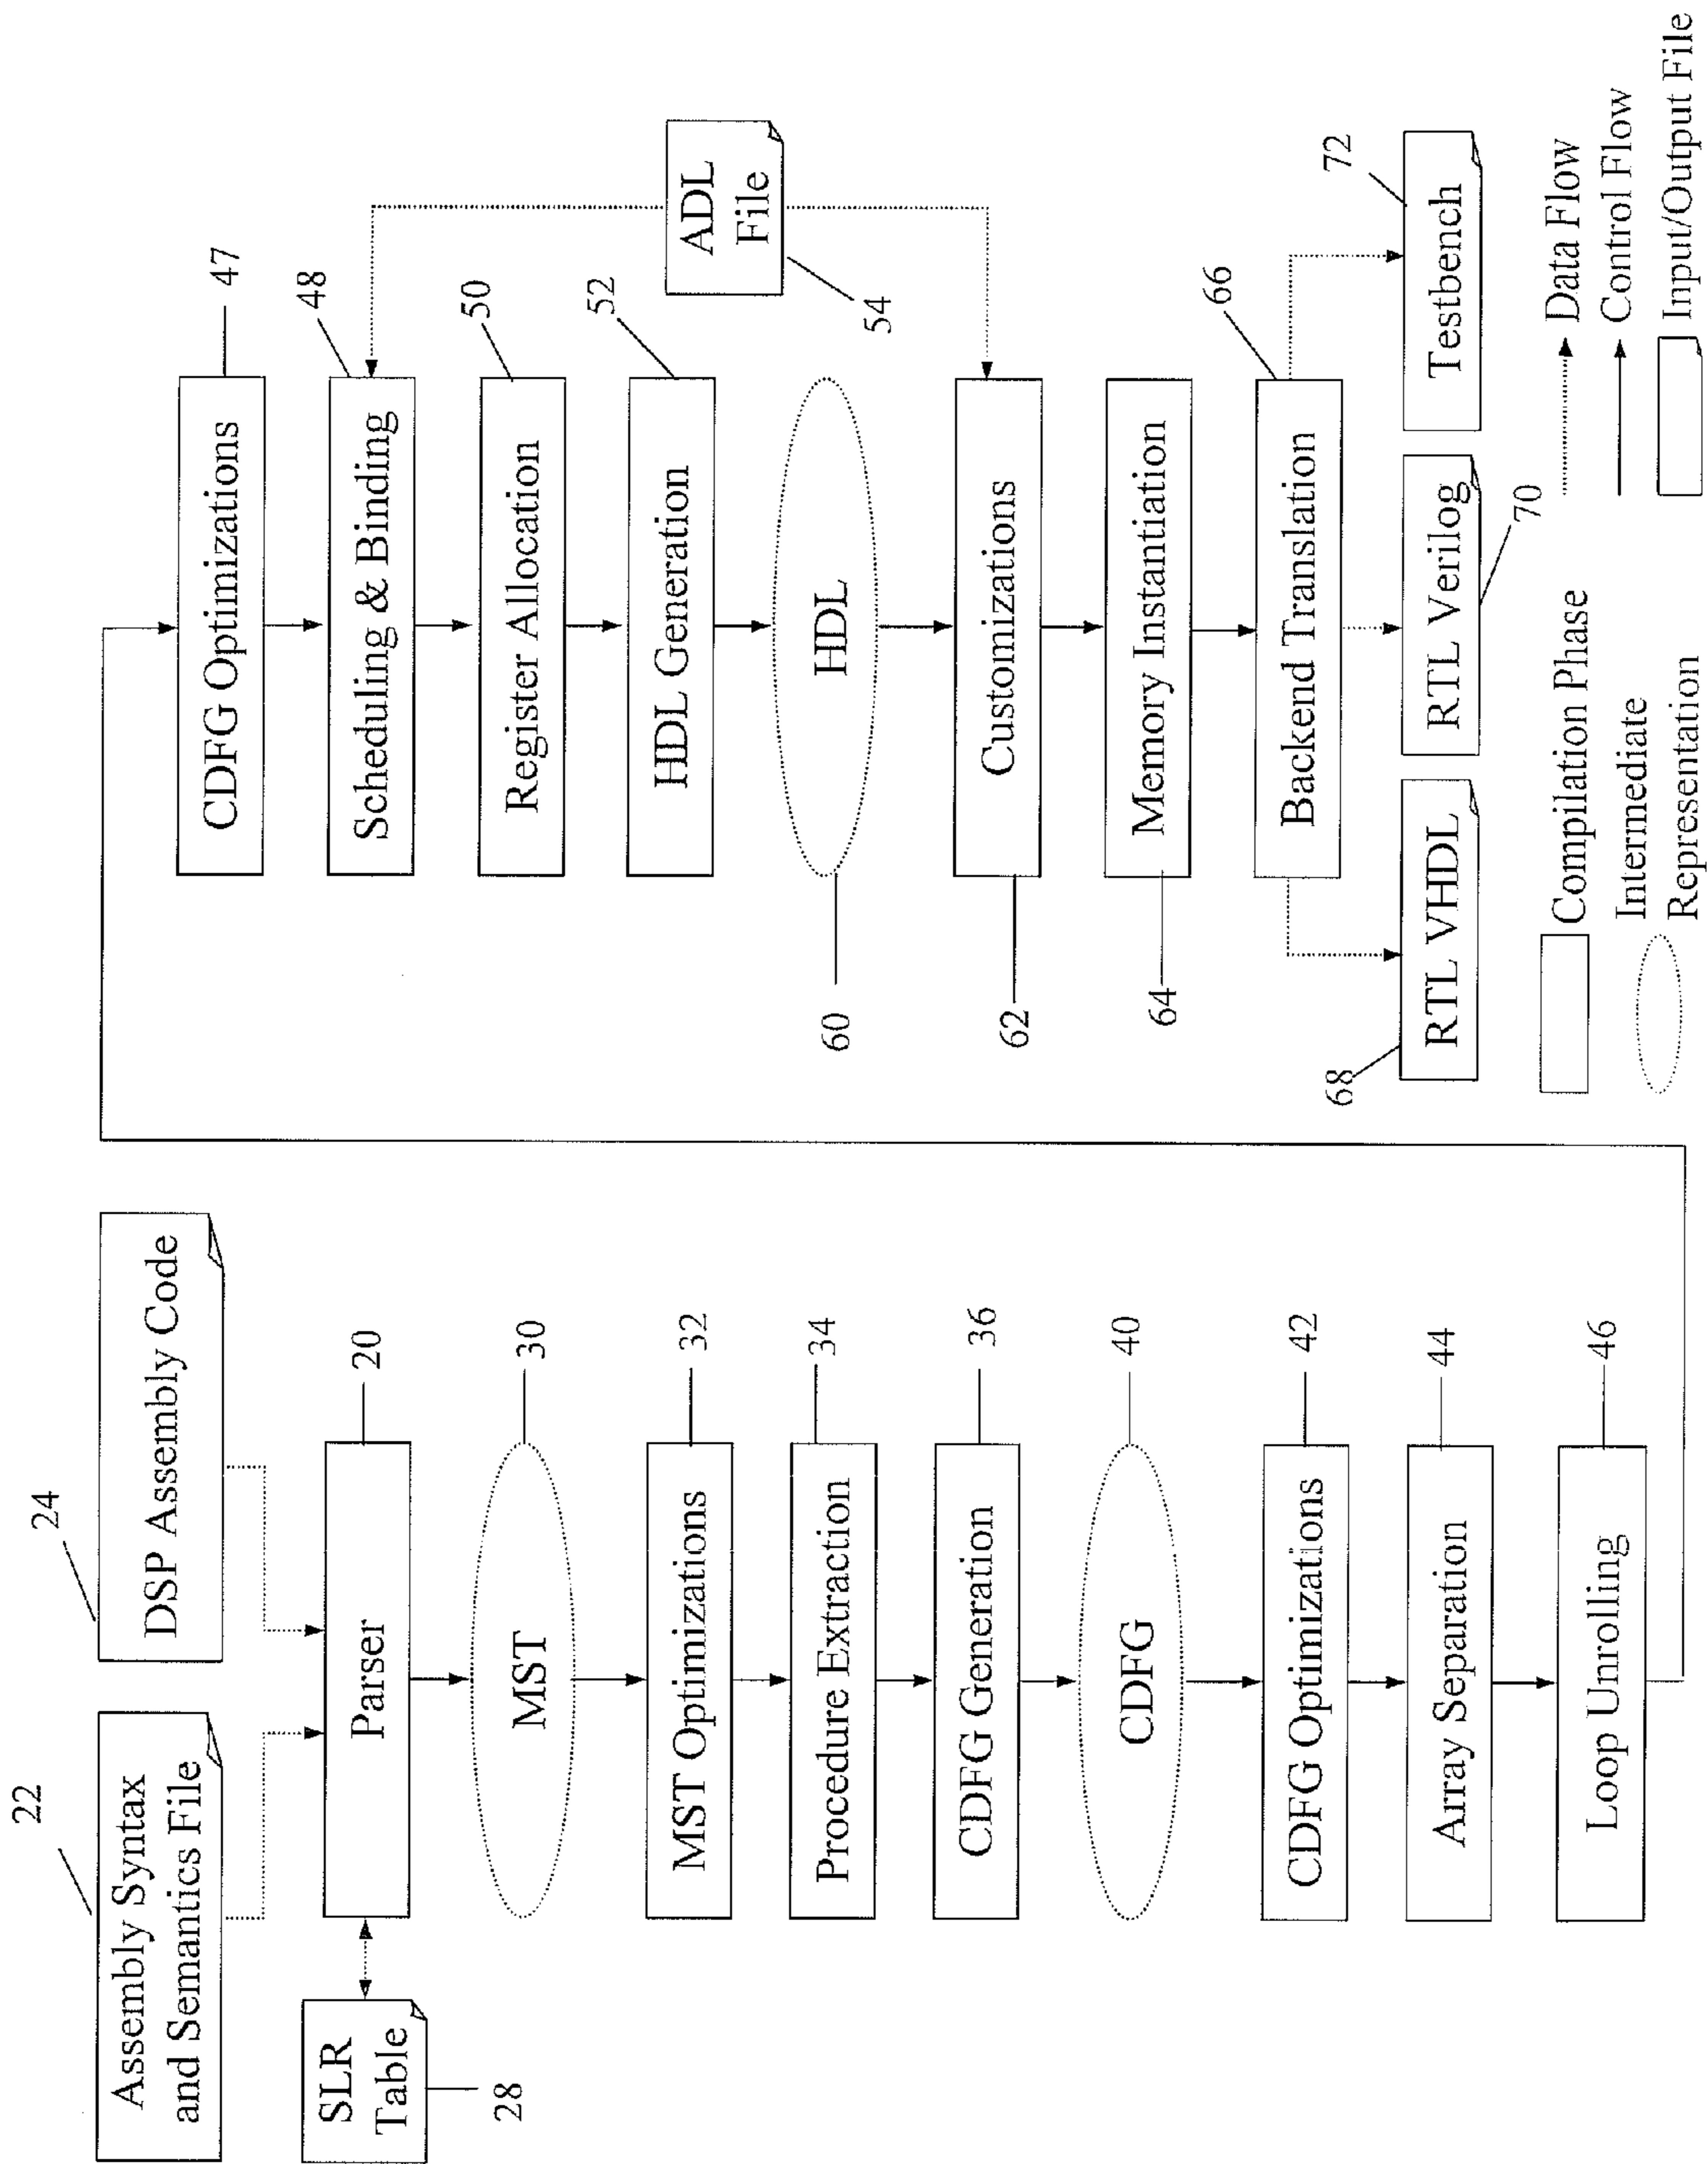 22
Assembly Syntax
and Semantics File
24
DSP Assembly Code
SLR
Table
28
Parser
20
MST
30
MST Optimizations
32
Procedure Extraction
34
CDFG Generation
36
CDFG
40
CDFG Optimizations
42
Array Separation
44
Loop Unrolling
46
CDFG Optimizations
47
Scheduling & Binding
48
Register Allocation
50
HDL Generation
52
ADL
File
54
HDL
60
Customizations
62
Memory Instantiation
64
Backend Translation
66
RTL VHDL
68
RTL Verilog
70
Testbench
72
Compilation Phase
Intermediate
Representation
Data Flow
Control Flow
Input/Output File